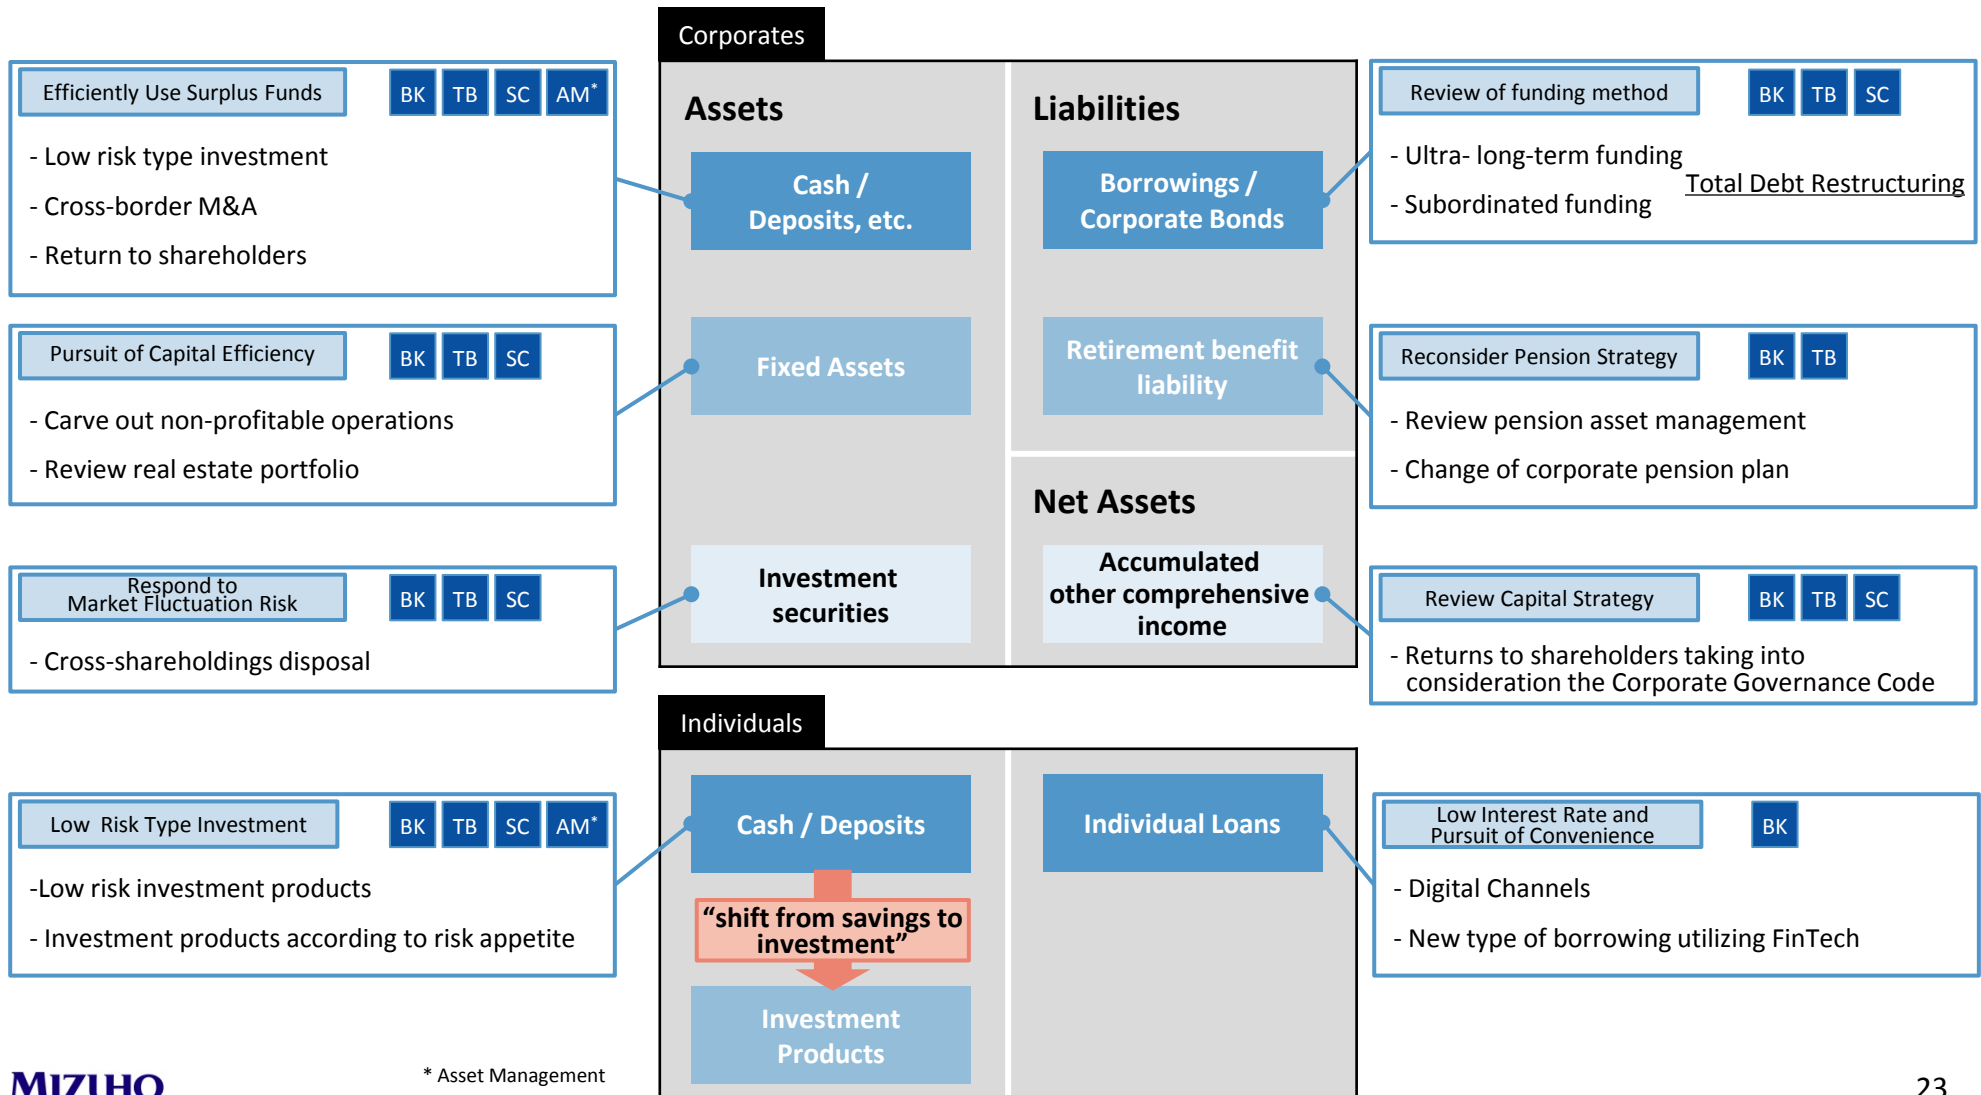 Corporates
Efficiently Use Surplus Funds
BK TB SC AM*
- Low risk type investment
- Cross-border M&A
- Return to shareholders
Pursuit of Capital Efficiency
BK TB SC
- Carve out non-profitable operations
- Review real estate portfolio
Respond to
Market Fluctuation Risk
BK TB SC
- Cross-shareholdings disposal
Assets
Cash /
Deposits, etc.
Fixed Assets
Investment
securities
Liabilities
Borrowings /
Corporate Bonds
Retirement benefit
liability
Net Assets
Accumulated
other comprehensive
income
Review of funding method
BK TB SC
- Ultra- long-term funding
Total Debt Restructuring
- Subordinated funding
Reconsider Pension Strategy
BK TB
- Review pension asset management
- Change of corporate pension plan
Review Capital Strategy
BK TB SC
- Returns to shareholders taking into
consideration the Corporate Governance Code
Individuals
Low Risk Type Investment
BK TB SC AM*
-Low risk investment products
- Investment products according to risk appetite
Cash / Deposits
“shift from savings to
investment”
Investment
Products
Individual Loans
Low Interest Rate and
Pursuit of Convenience
BK
- Digital Channels
- New type of borrowing utilizing FinTech
MIZUHO
* Asset Management
23